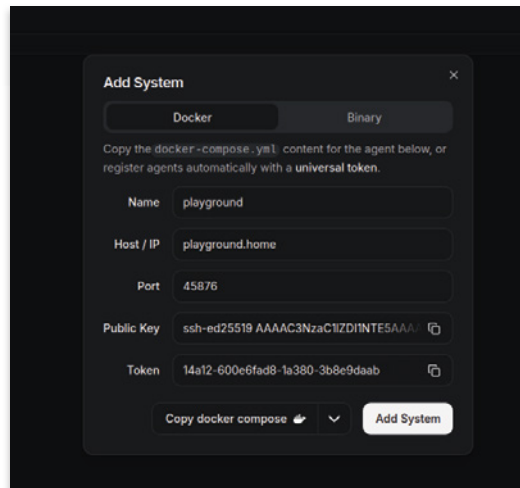 Add System
Docker
Binary
Copy the docker-compose.yml content for the agent below, or
register agents automatically with a universal token.
Name
playground
Host / IP
playground.home
Port
45876
Public Key
ssh-ed25519 AAAAC3NzaC1lZDI1NTE5AAAA
Token
14a12-600e6fad8-1a380-3b8e9daab
Copy docker compose
Add System